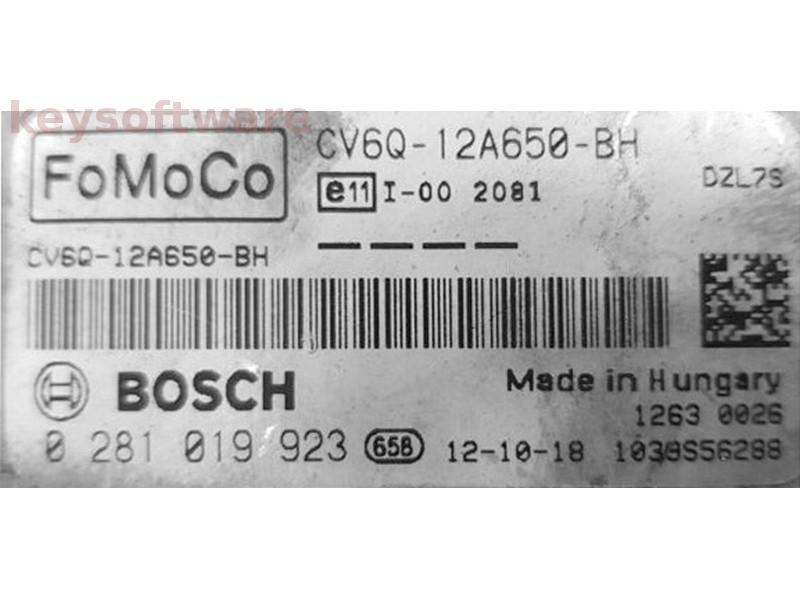 keysoftware
FoMoCo
CV6Q-12A650-BH
e11 I-00 2081
DZL7S
CV6Q-12A650-BH
BOSCH
Made in Hungary
1263 0026
0 281 019 923 658 12-10-18 1039S56288